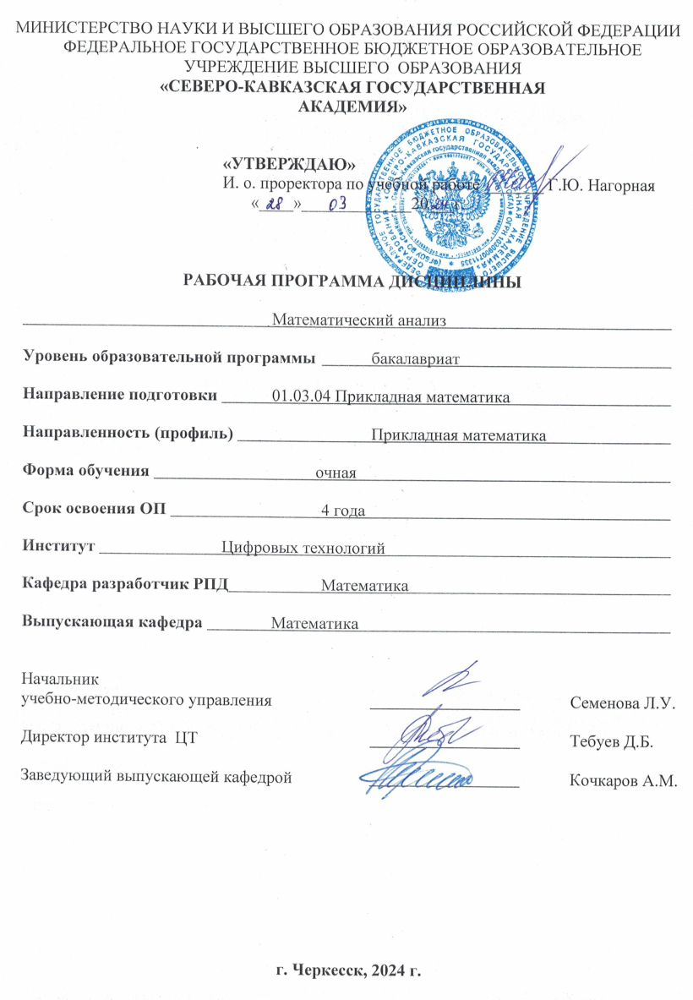 МИНИСТЕРСТВО НАУКИ И ВЫСШЕГО ОБРАЗОВАНИЯ РОССИЙСКОЙ ФЕДЕРАЦИИ
ФЕДЕРАЛЬНОЕ ГОСУДАРСТВЕННОЕ БЮДЖЕТНОЕ ОБРАЗОВАТЕЛЬНОЕ
УЧРЕЖДЕНИЕ ВЫСШЕГО ОБРАЗОВАНИЯ
«СЕВЕРО-КАВКАЗСКАЯ ГОСУДАРСТВЕННАЯ
АКАДЕМИЯ»
«УТВЕРЖДАЮ»
И. о. проректора по учебной работе Г.Ю. Нагорная
«28» 03 2024 г.
РАБОЧАЯ ПРОГРАММА ДИСЦИПЛИНЫ
Математический анализ
Уровень образовательной программы бакалавриат
Направление подготовки 01.03.04 Прикладная математика
Направленность (профиль) Прикладная математика
Форма обучения очная
Срок освоения ОП 4 года
Институт Цифровых технологий
Кафедра разработчик РПД Математика
Выпускающая кафедра Математика
Начальник
учебно-методического управления Семенова Л.У.
Директор института ЦТ Тебуев Д.Б.
Заведующий выпускающей кафедрой Кочкаров А.М.
г. Черкесск, 2024 г.